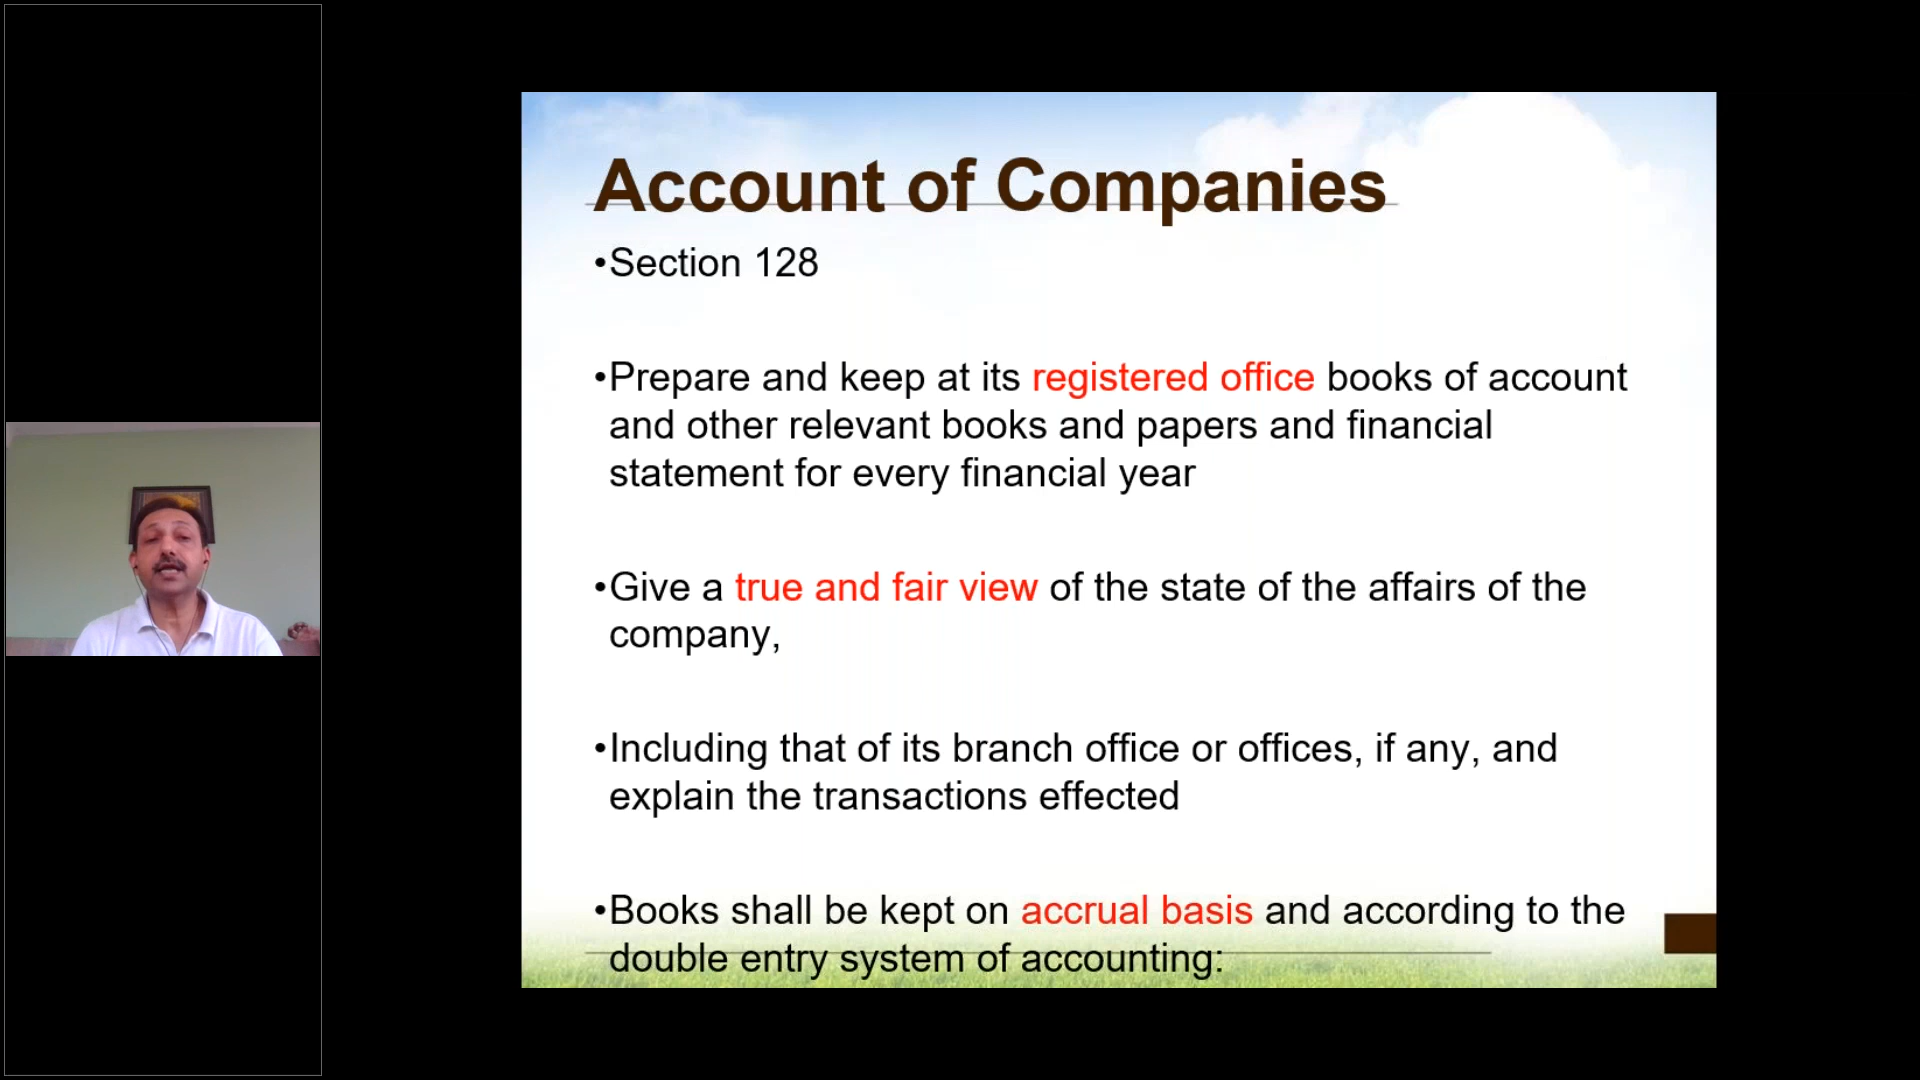 Account of Companies
•Section 128
•Prepare and keep at its registered office books of account
and other relevant books and papers and financial
statement for every financial year
•Give a true and fair view of the state of the affairs of the
company,
•Including that of its branch office or offices, if any, and
explain the transactions effected
•Books shall be kept on accrual basis and according to the
double entry system of accounting: